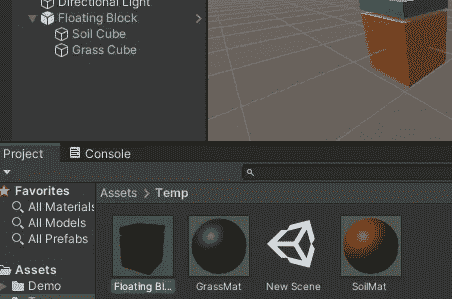 Directional Light
Floating Block
Soil Cube
Grass Cube
Project
Console
Favorites
All Materials
All Models
All Prefabs
Assets
Demo
Assets > Temp
Floating Bl...
GrassMat
New Scene
SoilMat